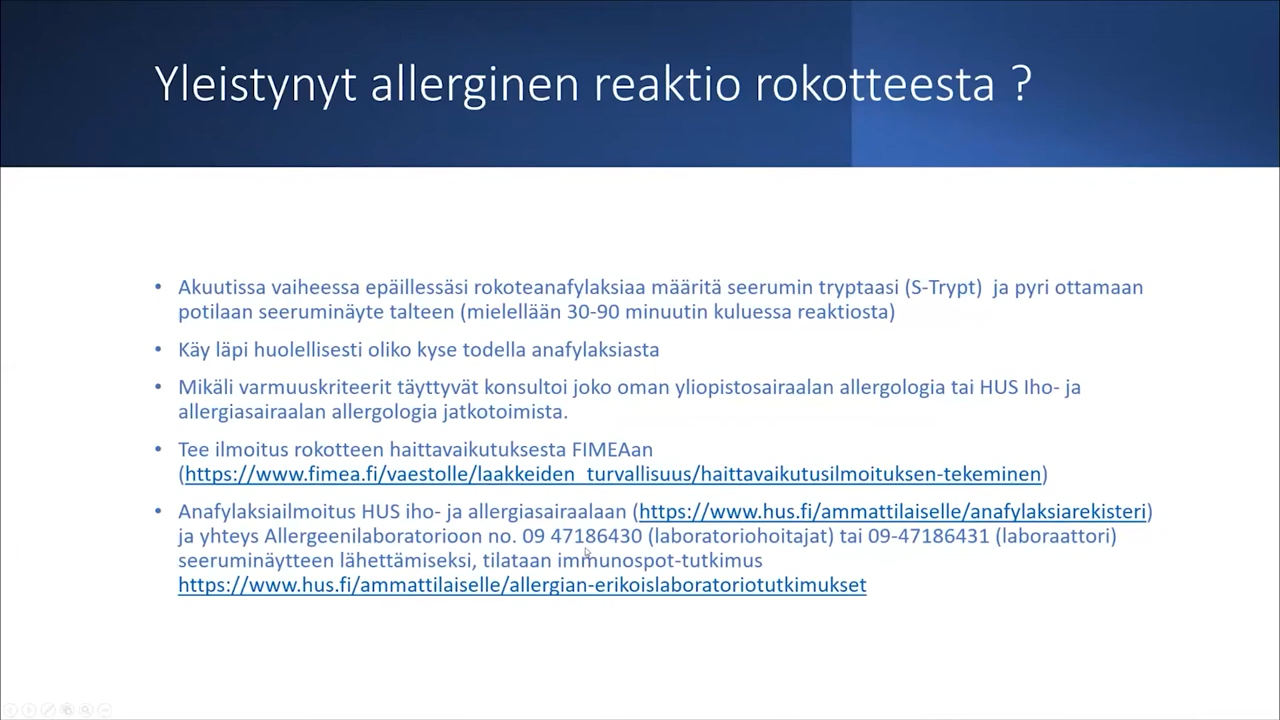 Yleistynyt allerginen reaktio rokotteesta ?
• Akuutissa vaiheessa epäillessäsi rokoteanafylaksiaa määritä seerumin tryptaasi (S-Trypt)  ja pyri ottamaan
potilaan seeruminäyte talteen (mielellään 30-90 minuutin kuluessa reaktiosta)
• Käy läpi huolellisesti oliko kyse todella anafylaksiasta
• Mikäli varmuuskriteerit täyttyvät konsultoi joko oman yliopistosairaalan allergologia tai HUS Iho- ja
allergiasairaalan allergologia jatkotoimista.
• Tee ilmoitus rokotteen haittavaikutuksesta FIMEAan
(https://www.fimea.fi/vaestolle/laakkeiden_turvallisuus/haittavaikutusilmoituksen-tekeminen)
• Anafylaksiailmoitus HUS iho- ja allergiasairaalaan (https://www.hus.fi/ammattilaiselle/anafylaksiarekisteri)
ja yhteys Allergeenilaboratorioon no. 09 47186430 (laboratoriohoitajat) tai 09-47186431 (laboraattori)
seeruminäytteen lähettämiseksi, tilataan immunospot-tutkimus
https://www.hus.fi/ammattilaiselle/allergian-erikoislaboratoriotutkimukset